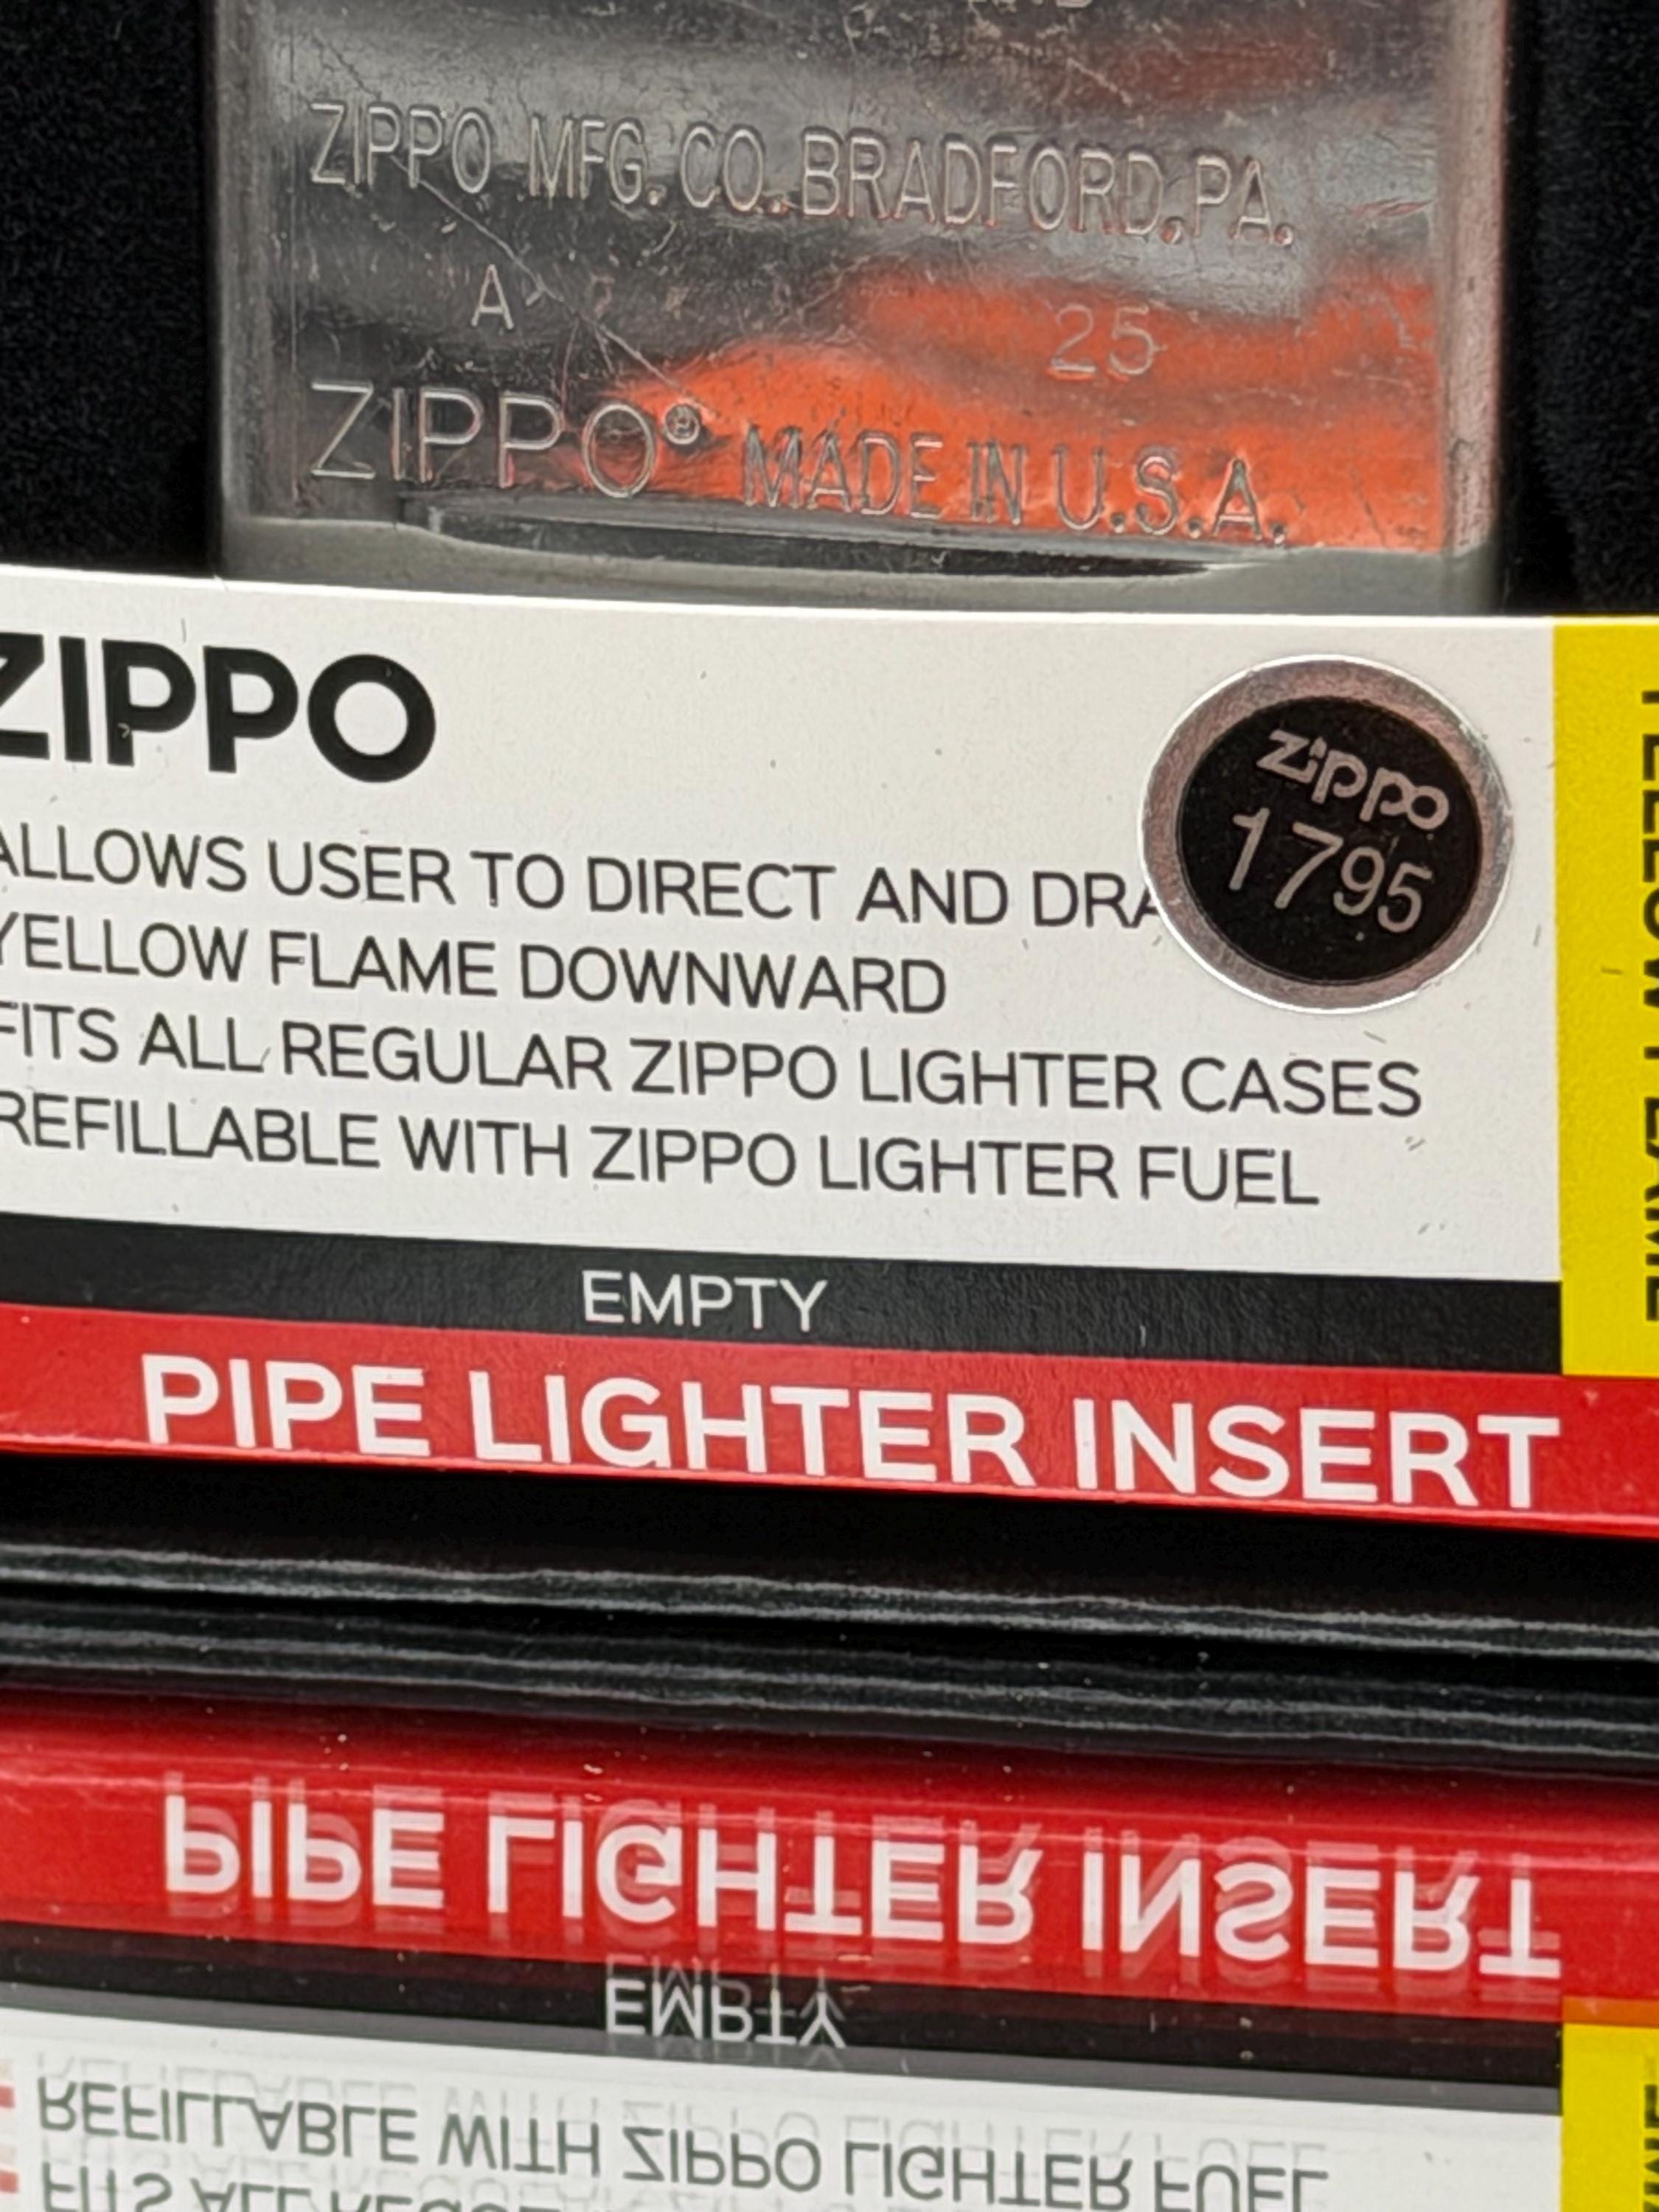 ZIPPO MFG. CO. BRADFORD, PA.
A 25
ZIPPO® MADE IN U.S.A.
ZIPPO
zippo
1795
ALLOWS USER TO DIRECT AND DRA
YELLOW FLAME DOWNWARD
FITS ALL REGULAR ZIPPO LIGHTER CASES
REFILLABLE WITH ZIPPO LIGHTER FUEL
YELLOW FLAME
EMPTY
PIPE LIGHTER INSERT
PIPE LIGHTER INSERT
EMPTY
REFILLABLE WITH ZIPPO LIGHTER FUEL